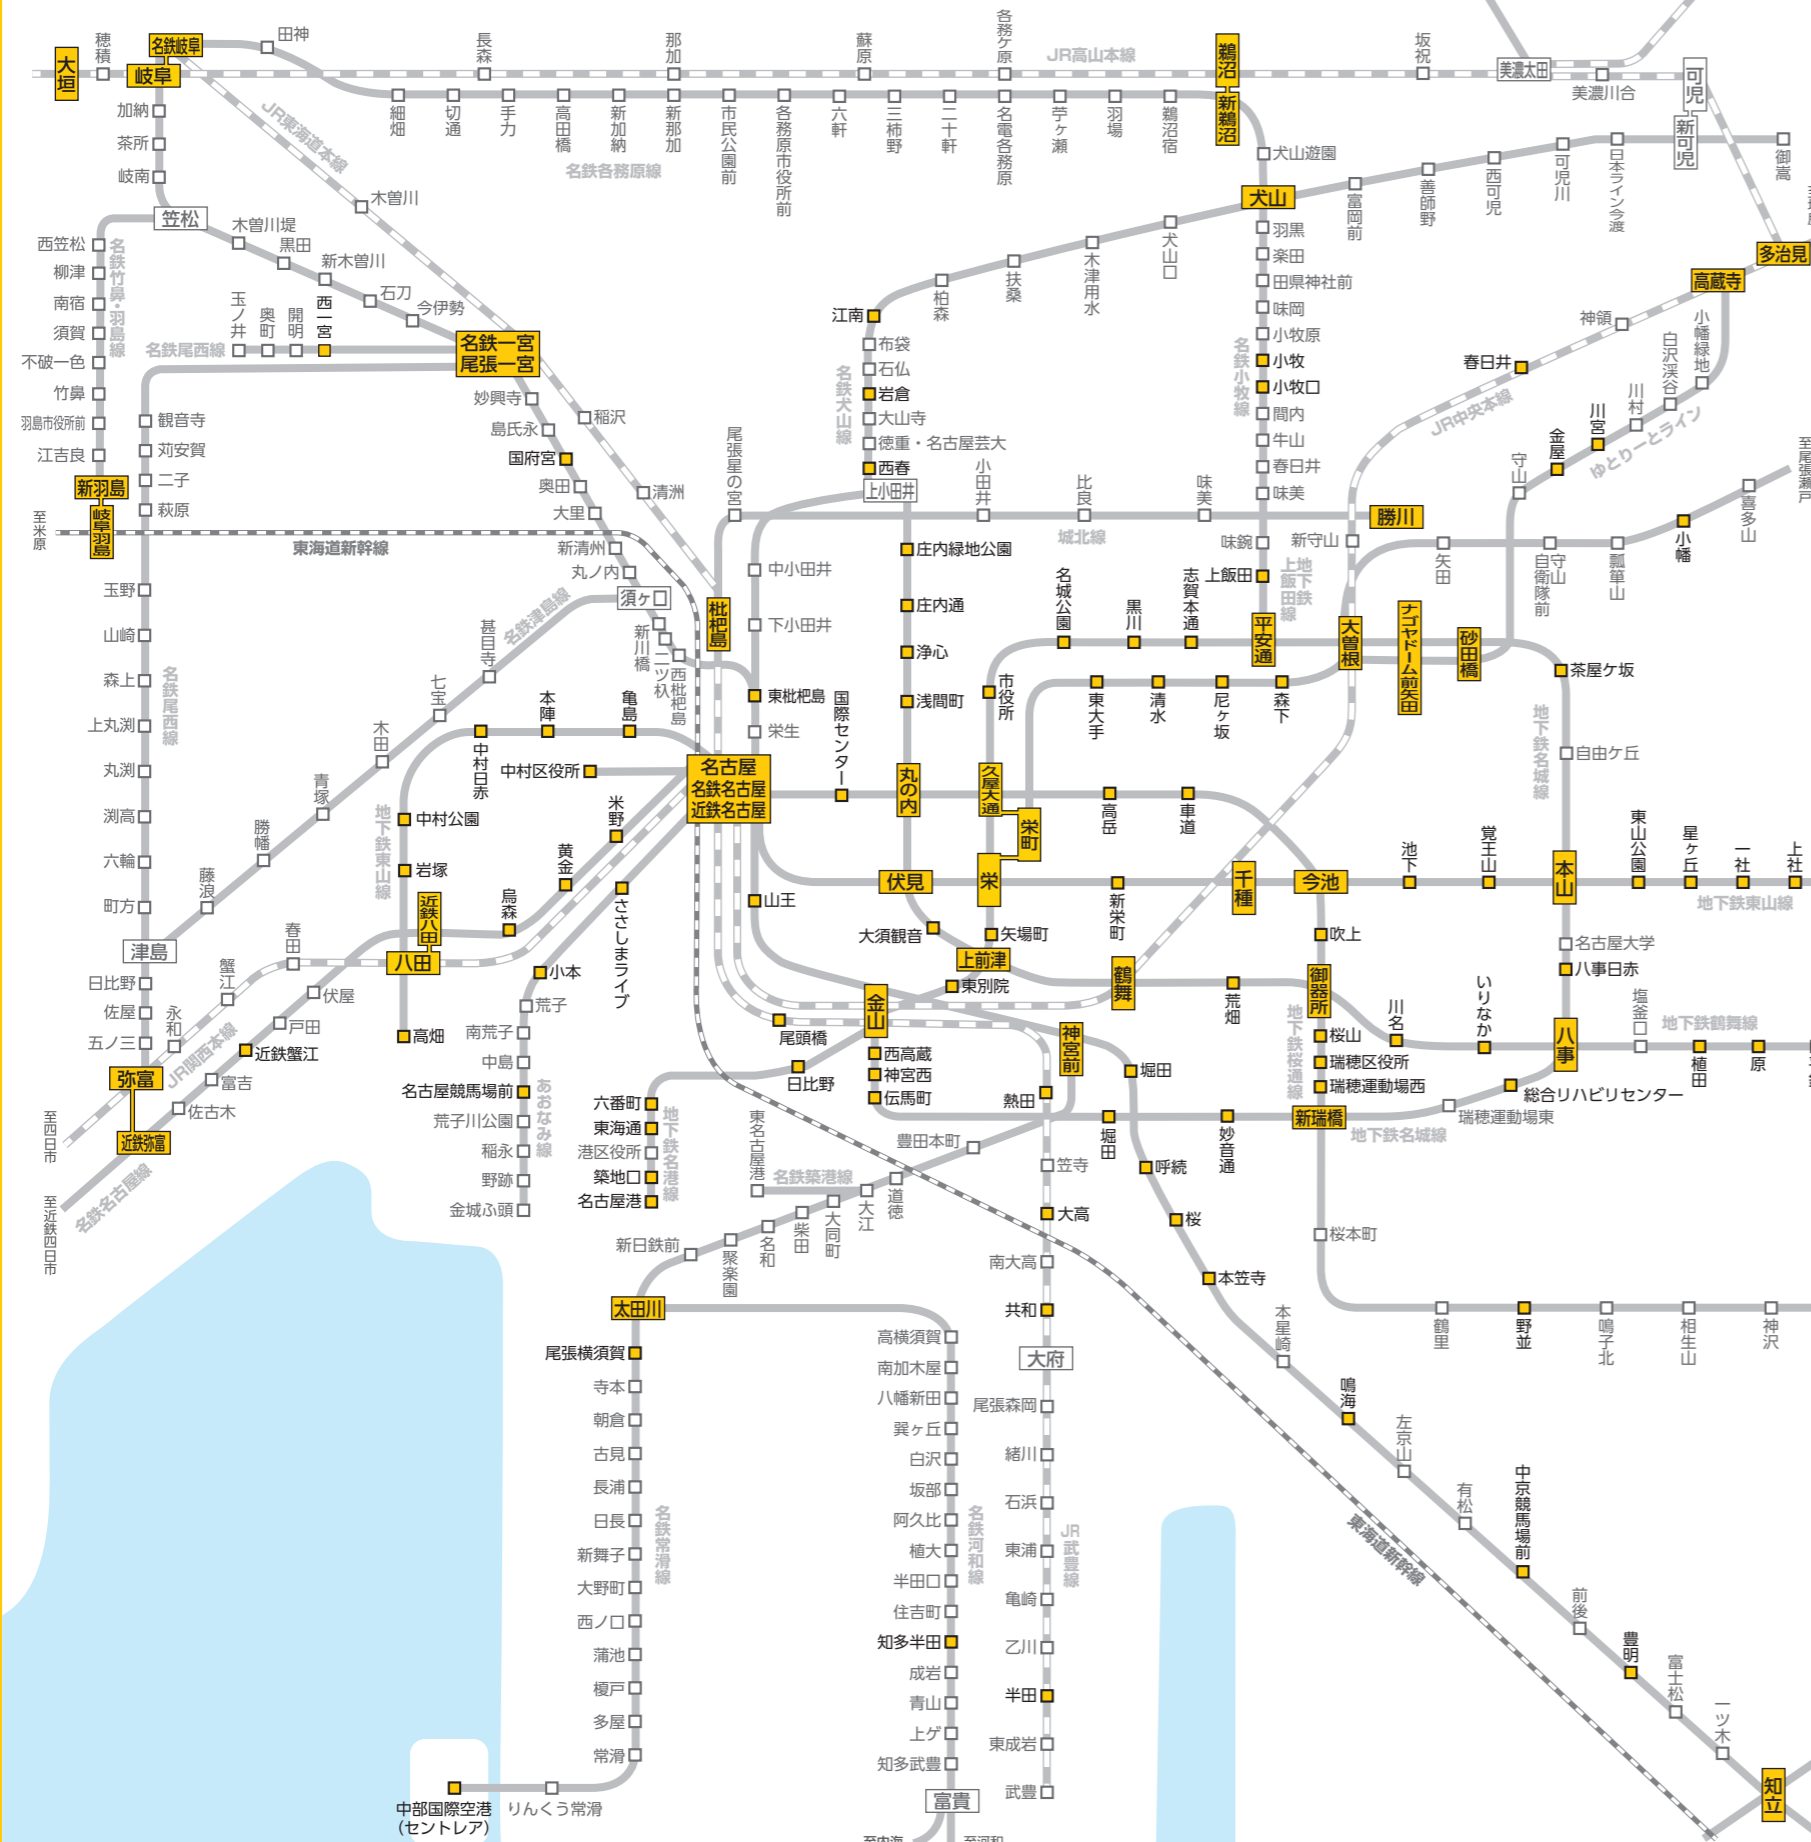 大垣
穂積
名鉄岐阜
岐阜
田神
長森
那加
蘇原
各務ケ原
JR高山本線
鵜沼
新鵜沼
坂祝
美濃太田
美濃川合
可児
新可児
加納
茶所
岐南
笠松
JR東海道本線
木曽川
細畑
切通
手力
高田橋
新加納
新那加
市民公園前
各務原市役所前
六軒
三柿野
二十軒
名電各務原
苧ヶ瀬
羽場
鵜沼宿
名鉄各務原線
犬山遊園
犬山
富岡前
善師野
西可児
可児川
日本ライン今渡
御嵩
多治見
高蔵寺
西笠松
柳津
南宿
須賀
不破一色
竹鼻
羽島市役所前
江吉良
新羽島
岐阜羽島
名鉄竹鼻・羽島線
木曽川堤
黒田
新木曽川
石刀
今伊勢
玉ノ井
奥町
開明
西一宮
名鉄尾西線
名鉄一宮
尾張一宮
観音寺
苅安賀
二子
萩原
至米原
東海道新幹線
妙興寺
島氏永
国府宮
奥田
大里
新清州
丸ノ内
須ヶ口
新川橋
二ツ杁
西枇杷島
稲沢
清洲
枇杷島
尾張星の宮
小田井
比良
味美
勝川
城北線
江南
布袋
石仏
岩倉
大山寺
徳重・名古屋芸大
西春
上小田井
名鉄犬山線
柏森
扶桑
木津用水
犬山口
羽黒
楽田
田県神社前
味岡
小牧原
小牧
小牧口
間内
牛山
春日井
味美
味鋺
上飯田
名鉄小牧線
地下鉄
上飯田線
平安通
神領
春日井
JR中央本線
新守山
小幡緑地
白沢渓谷
川村
川宮
金屋
守山
ゆとりーとライン
至尾張瀬戸
喜多山
小幡
瓢箪山
守山
自衛隊前
矢田
大曽根
ナゴヤドーム前矢田
砂田橋
茶屋ケ坂
自由ケ丘
地下鉄名城線
本山
名古屋大学
八事日赤
八事
名城公園
黒川
志賀本通
市役所
東大手
清水
尼ヶ坂
森下
中小田井
下小田井
東枇杷島
栄生
庄内緑地公園
庄内通
浄心
浅間町
国際センター
丸の内
久屋大通
栄町
高岳
車道
名古屋
名鉄名古屋
近鉄名古屋
中村区役所
米野
黄金
烏森
ささしまライブ
小本
荒子
南荒子
中島
名古屋競馬場前
荒子川公園
稲永
野跡
金城ふ頭
あおなみ線
亀島
本陣
中村日赤
中村公園
岩塚
近鉄八田
八田
高畑
地下鉄東山線
玉野
山崎
森上
上丸渕
丸渕
渕高
六輪
町方
津島
日比野
佐屋
五ノ三
弥富
近鉄弥富
名鉄尾西線
名鉄津島線
甚目寺
七宝
木田
青塚
勝幡
藤浪
春田
蟹江
永和
JR関西本線
伏屋
戸田
近鉄蟹江
富吉
佐古木
至四日市
至近鉄四日市
名鉄名古屋線
伏見
栄
新栄町
千種
今池
池下
覚王山
東山公園
星ヶ丘
一社
上社
地下鉄東山線
山王
大須観音
矢場町
上前津
東別院
鶴舞
荒畑
御器所
吹上
川名
いりなか
塩釜口
植田
原
地下鉄鶴舞線
桜山
瑞穂区役所
瑞穂運動場西
地下鉄桜通線
新瑞橋
地下鉄名城線
瑞穂運動場東
総合リハビリセンター
金山
尾頭橋
日比野
西高蔵
神宮西
伝馬町
神宮前
熱田
堀田
堀田
妙音通
呼続
桜
本笠寺
本星崎
鳴海
左京山
有松
中京競馬場前
前後
豊明
富士松
一ツ木
知立
東海道新幹線
六番町
東海通
港区役所
築地口
名古屋港
地下鉄名港線
東名古屋港
名鉄築港線
豊田本町
道徳
大江
大同町
柴田
名和
聚楽園
新日鉄前
太田川
笠寺
大高
南大高
共和
大府
桜本町
鶴里
野並
鳴子北
相生山
神沢
尾張横須賀
寺本
朝倉
古見
長浦
日長
新舞子
大野町
西ノ口
蒲池
榎戸
多屋
常滑
りんくう常滑
中部国際空港
（セントレア）
名鉄常滑線
高横須賀
南加木屋
八幡新田
巽ヶ丘
白沢
坂部
阿久比
植大
半田口
住吉町
知多半田
成岩
青山
上ゲ
知多武豊
富貴
名鉄河和線
尾張森岡
緒川
石浜
東浦
亀崎
乙川
半田
東成岩
武豊
JR武豊線
至内海
至河和